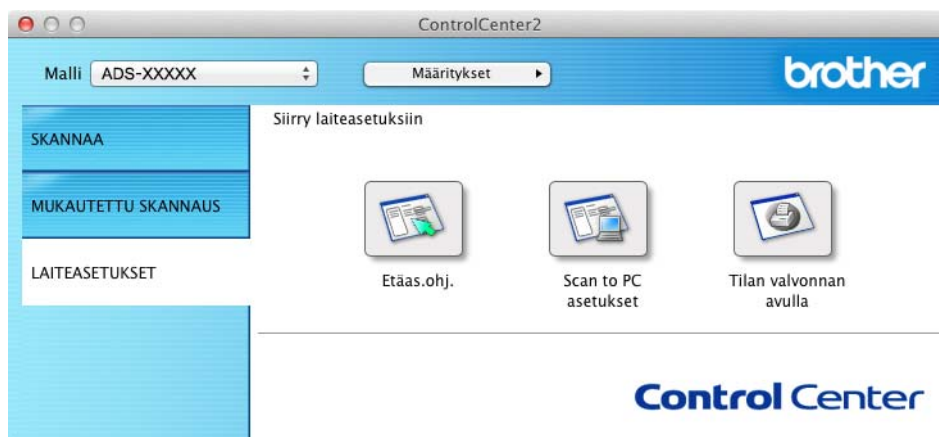 ControlCenter2
Malli ADS-XXXXX Määritykset brother
SKANNAA
MUKAUTETTU SKANNAUS
LAITEASETUKSET
Siirry laiteasetuksiin
Etäas.ohj.
Scan to PC
asetukset
Tilan valvonnan
avulla
Control Center